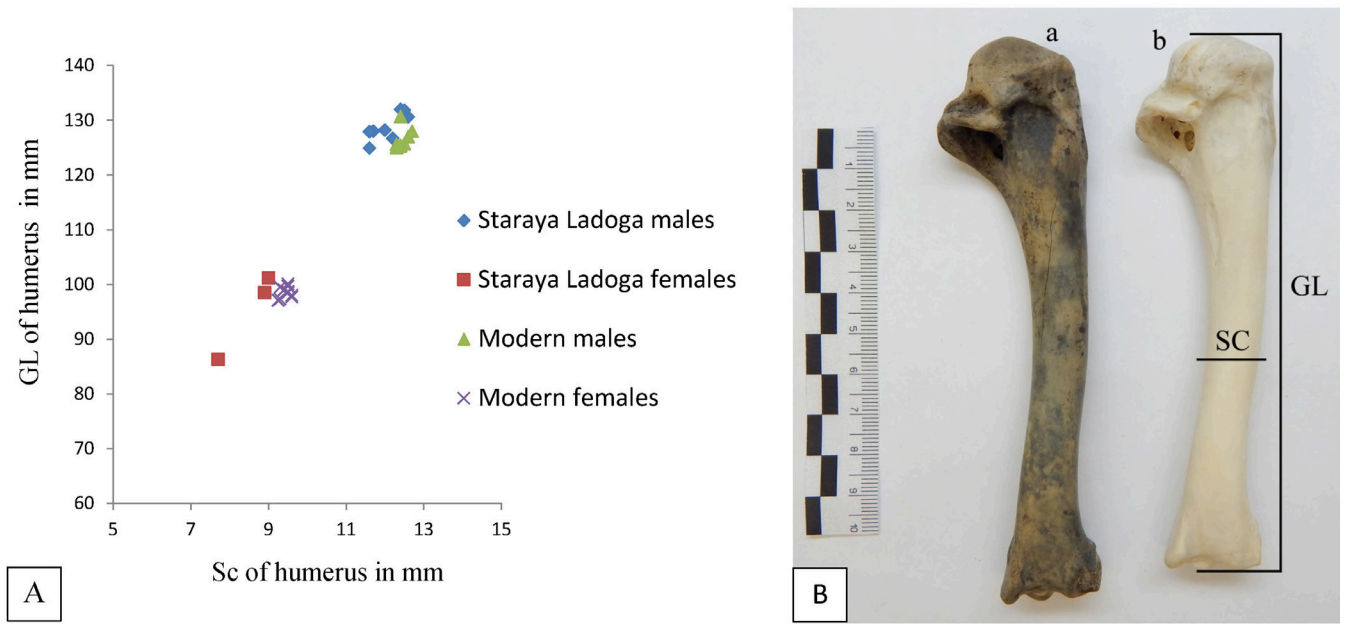 GL of humerus in mm
140
130
120
110
100
90
80
70
60
5
7
9
11
13
15
Sc of humerus in mm
Staraya Ladoga males
Staraya Ladoga females
Modern males
Modern females
A
a
b
1
2
3
4
5
6
7
8
9
10
SC
GL
B